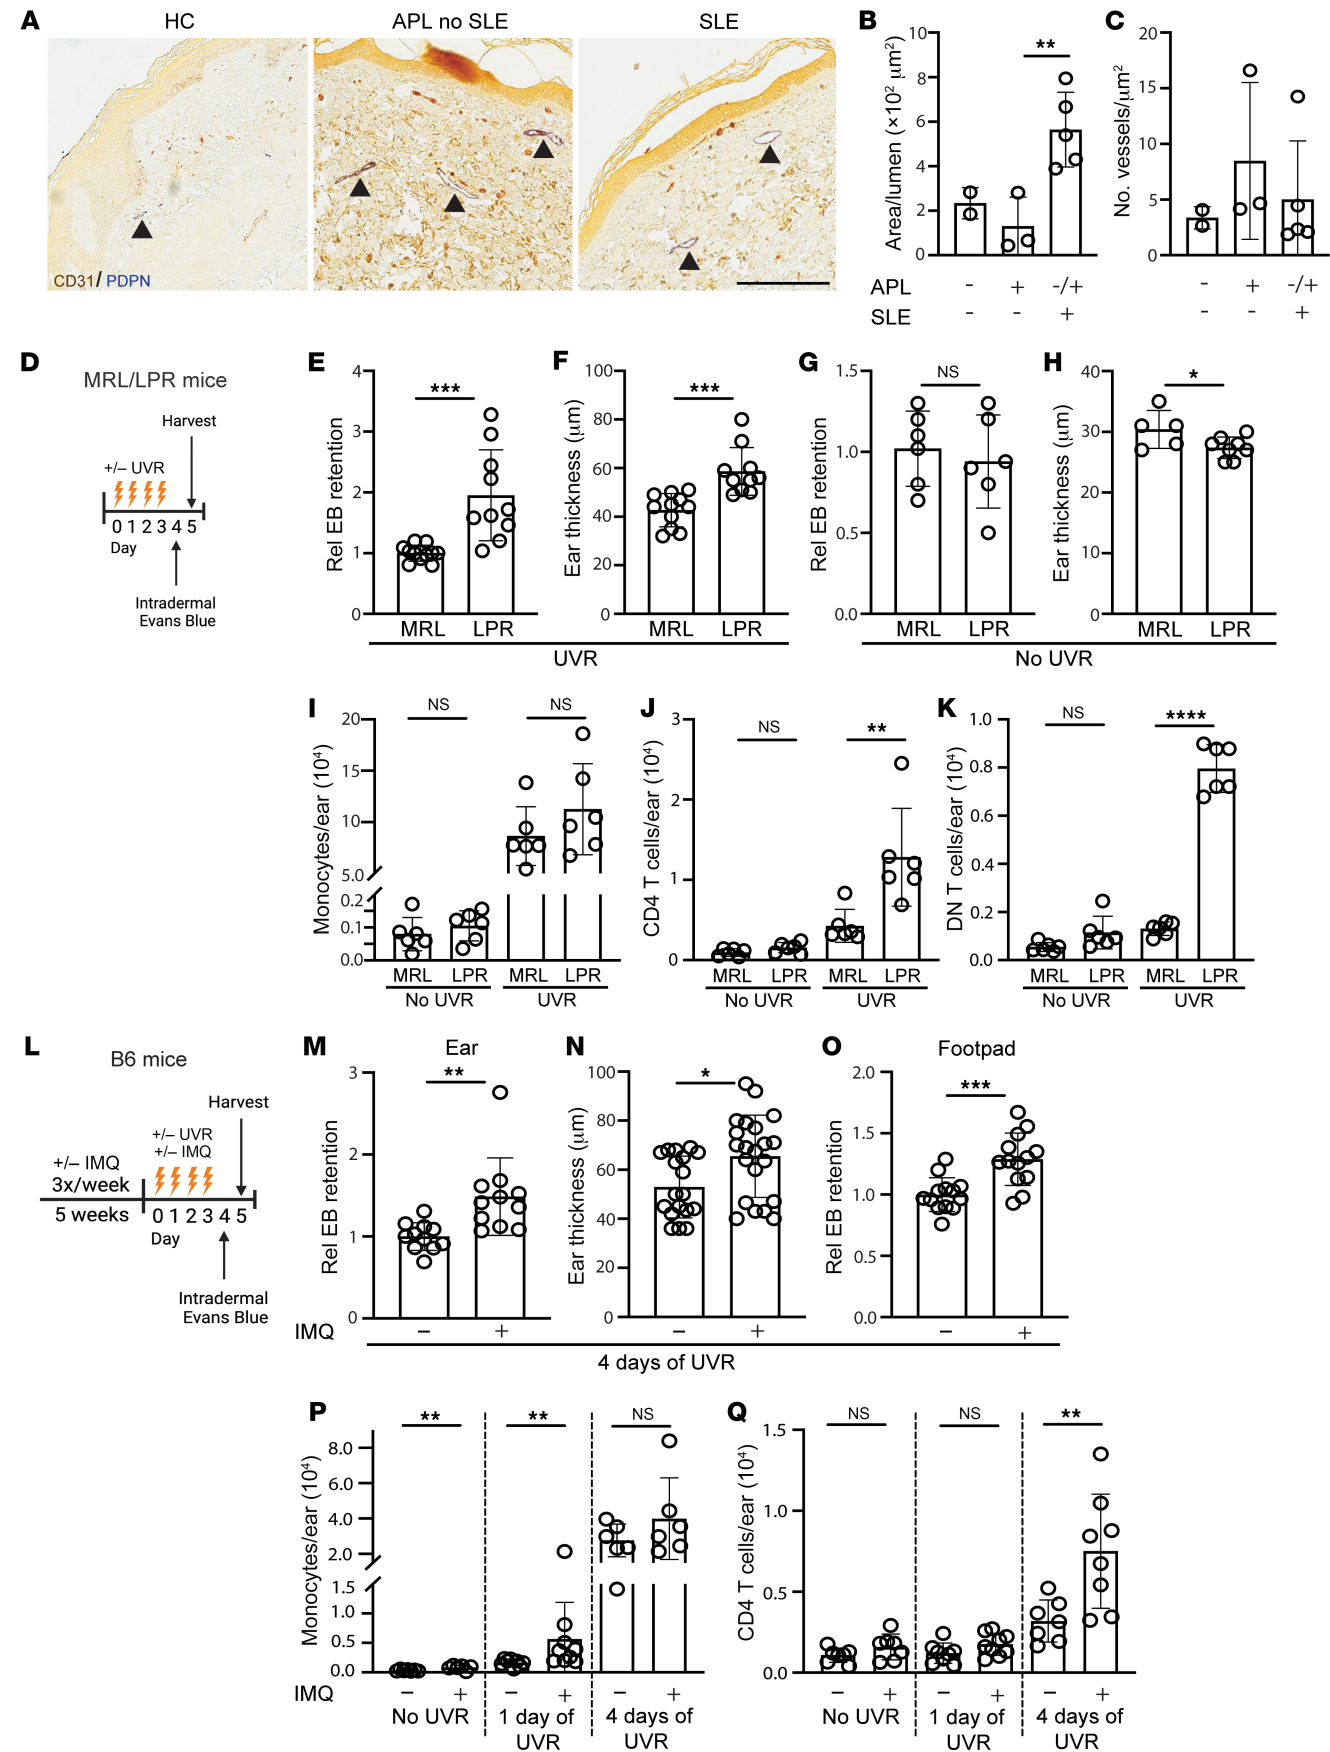 A
HC
APL no SLE
SLE
CD31/ PDPN
B
**
Area/lumen (×10² μm²)
10
8
6
4
2
0
APL - + -/+
SLE - - +
C
No. vessels/μm²
20
15
10
5
0
- + -/+
- - +
D
MRL/LPR mice
Harvest
+/– UVR
0 1 2 3 4 5
Day
Intradermal
Evans Blue
E
***
Rel EB retention
4
3
2
1
0
MRL LPR
F
***
Ear thickness (μm)
100
80
60
40
20
0
MRL LPR
UVR
G
NS
Rel EB retention
1.5
1.0
0.5
0.0
MRL LPR
H
*
Ear thickness (μm)
40
30
20
10
0
MRL LPR
No UVR
I
NS NS
Monocytes/ear (10⁴)
20
15
10
5.0
0.2
0.1
0.0
MRL LPR MRL LPR
No UVR UVR
J
NS **
CD4 T cells/ear (10⁴)
3
2
1
0
MRL LPR MRL LPR
No UVR UVR
K
NS ****
DN T cells/ear (10⁴)
1.0
0.8
0.6
0.4
0.2
0.0
MRL LPR MRL LPR
No UVR UVR
L
B6 mice
Harvest
+/– UVR
+/– IMQ
+/– IMQ
3x/week
5 weeks
0 1 2 3 4 5
Day
Intradermal
Evans Blue
M
Ear
**
Rel EB retention
3
2
1
0
IMQ – +
N
*
Ear thickness (μm)
100
80
60
40
20
0
– +
O
Footpad
***
Rel EB retention
2.0
1.5
1.0
0.5
0.0
– +
4 days of UVR
P
** ** NS
Monocytes/ear (10⁴)
8.0
6.0
4.0
2.0
1.5
1.0
0.5
0.0
IMQ – + – + – +
No UVR 1 day of 4 days of
UVR UVR
Q
NS NS **
CD4 T cells/ear (10⁴)
1.5
1.0
0.5
0.0
– + – + – +
No UVR 1 day of 4 days of
UVR UVR